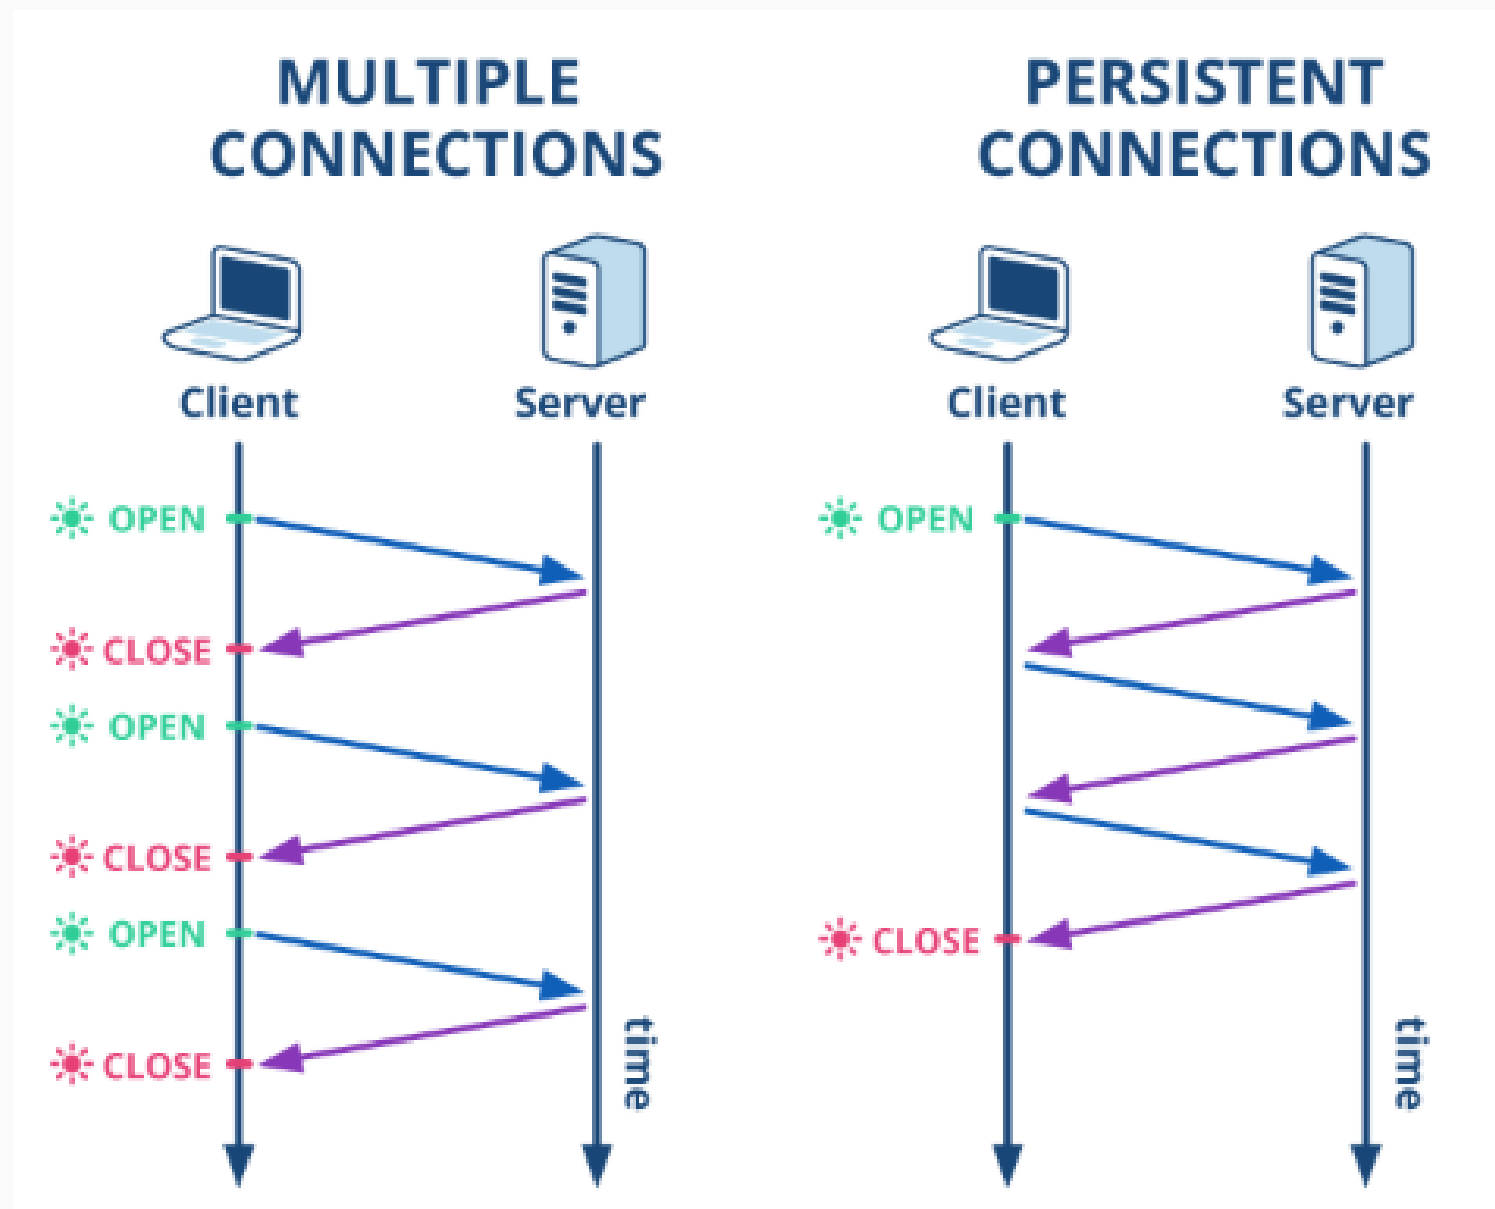 MULTIPLE
CONNECTIONS
Client
Server
OPEN
CLOSE
OPEN
CLOSE
OPEN
CLOSE
time
PERSISTENT
CONNECTIONS
Client
Server
OPEN
CLOSE
time